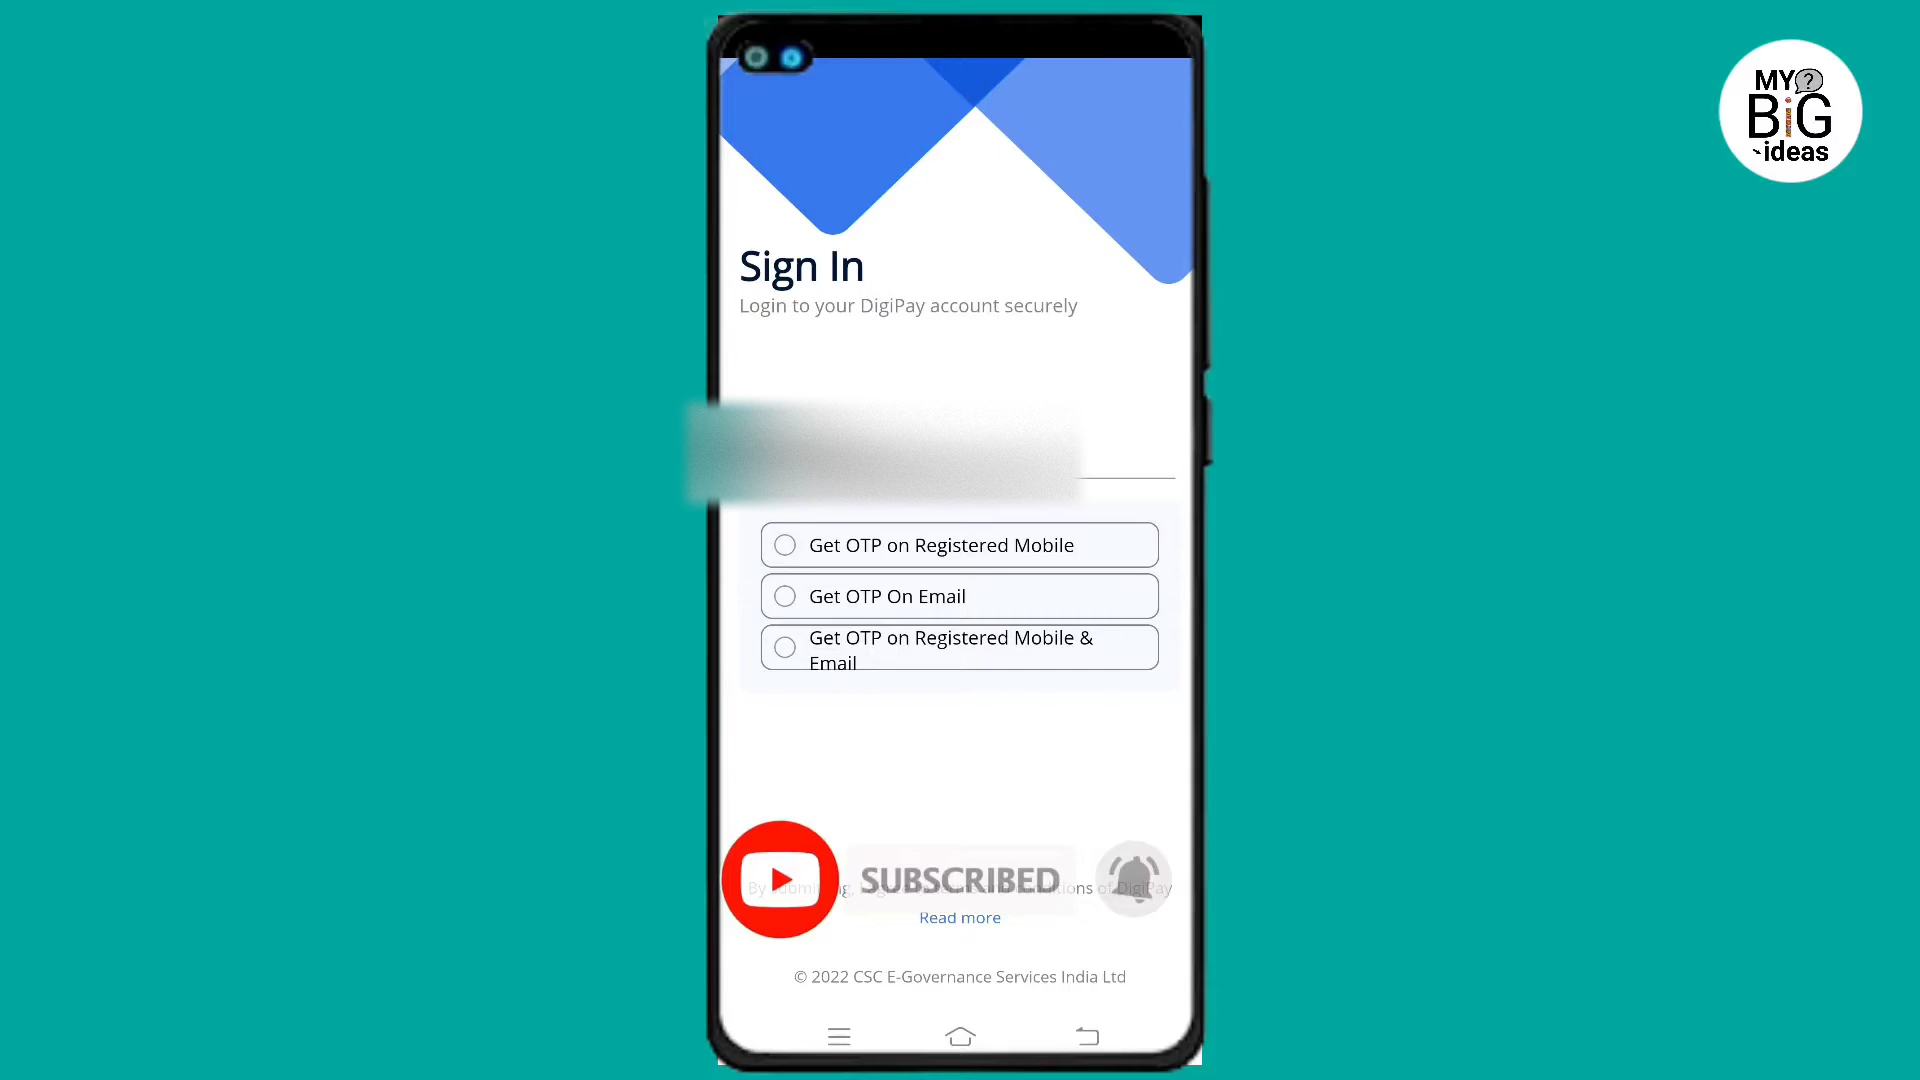 MY ?
BiG
ideas
Sign In
Login to your DigiPay account securely
Get OTP on Registered Mobile
Get OTP On Email
Get OTP on Registered Mobile &
Email
SUBSCRIBED
DigiPay
Read more
© 2022 CSC E-Governance Services India Ltd